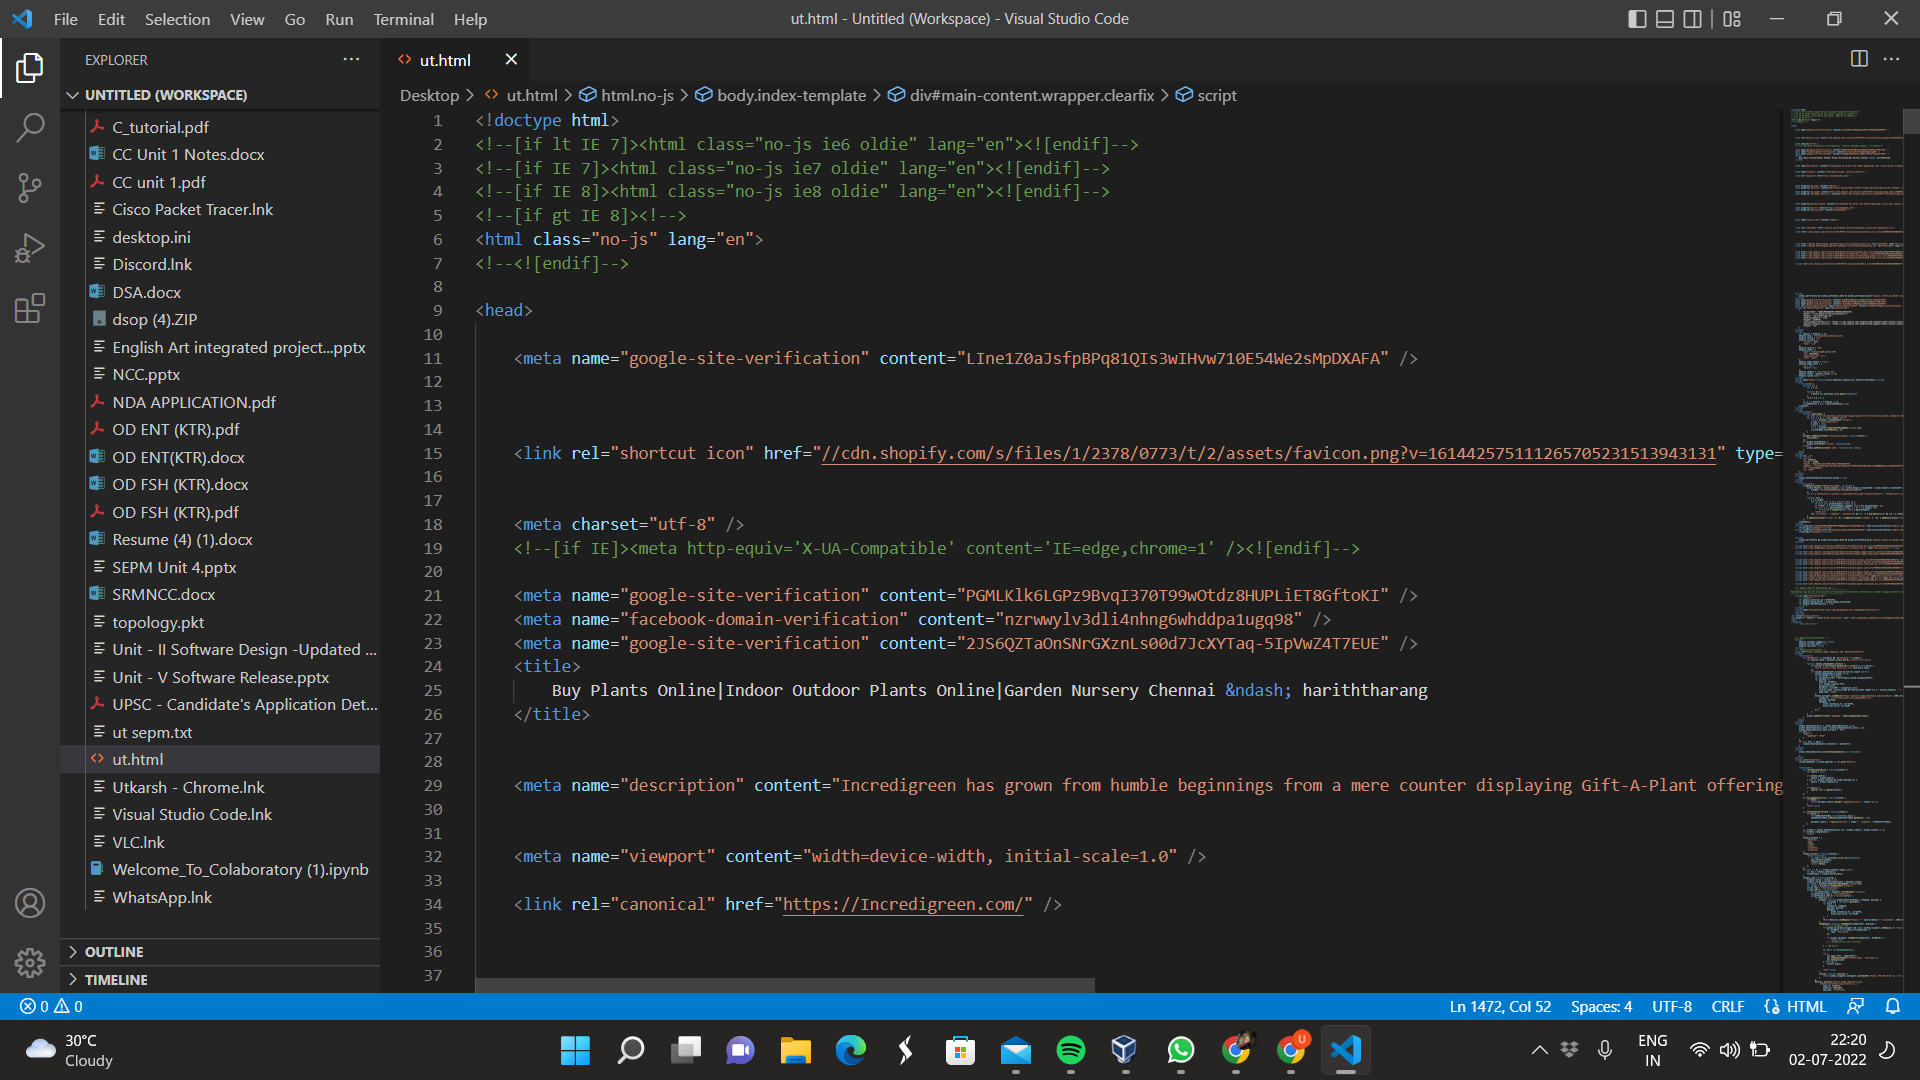 File Edit Selection View Go Run Terminal Help
ut.html - Untitled (Workspace) - Visual Studio Code
EXPLORER
ut.html
UNTITLED (WORKSPACE)
Desktop > ut.html > html.no-js > body.index-template > div#main-content.wrapper.clearfix > script
C_tutorial.pdf
CC Unit 1 Notes.docx
CC unit 1.pdf
Cisco Packet Tracer.lnk
desktop.ini
Discord.lnk
DSA.docx
dsop (4).ZIP
English Art integrated project...pptx
NCC.pptx
NDA APPLICATION.pdf
OD ENT (KTR).pdf
OD ENT(KTR).docx
OD FSH (KTR).docx
OD FSH (KTR).pdf
Resume (4) (1).docx
SEPM Unit 4.pptx
SRMNCC.docx
topology.pkt
Unit - II Software Design -Updated ...
Unit - V Software Release.pptx
UPSC - Candidate's Application Det...
ut sepm.txt
ut.html
Utkarsh - Chrome.lnk
Visual Studio Code.lnk
VLC.lnk
Welcome_To_Colaboratory (1).ipynb
WhatsApp.lnk
OUTLINE
TIMELINE
1 <!doctype html>
2 <!--[if lt IE 7]><html class="no-js ie6 oldie" lang="en"><![endif]-->
3 <!--[if IE 7]><html class="no-js ie7 oldie" lang="en"><![endif]-->
4 <!--[if IE 8]><html class="no-js ie8 oldie" lang="en"><![endif]-->
5 <!--[if gt IE 8]><!-->
6 <html class="no-js" lang="en">
7 <!--<![endif]-->
8
9 <head>
10
11 <meta name="google-site-verification" content="LIne1Z0aJsfpBPq81QIs3wIHvw710E54We2sMpDXAFA" />
12
13
14
15 <link rel="shortcut icon" href="//cdn.shopify.com/s/files/1/2378/0773/t/2/assets/favicon.png?v=161442575111265705231513943131" type=
16
17
18 <meta charset="utf-8" />
19 <!--[if IE]><meta http-equiv='X-UA-Compatible' content='IE=edge,chrome=1' /><![endif]-->
20
21 <meta name="google-site-verification" content="PGMLKlk6LGPz9BvqI370T99wOtdz8HUPLiET8GftoKI" />
22 <meta name="facebook-domain-verification" content="nzrwwylv3dli4nhng6whddpa1ugq98" />
23 <meta name="google-site-verification" content="2JS6QZTaOnSNrGXznLs00d7JcXYTaq-5IpVwZ4T7EUE" />
24 <title>
25 Buy Plants Online|Indoor Outdoor Plants Online|Garden Nursery Chennai &ndash; hariththarang
26 </title>
27
28
29 <meta name="description" content="Incredigreen has grown from humble beginnings from a mere counter displaying Gift-A-Plant offering
30
31
32 <meta name="viewport" content="width=device-width, initial-scale=1.0" />
33
34 <link rel="canonical" href="https://Incredigreen.com/" />
35
36
37
0 0
Ln 1472, Col 52 Spaces: 4 UTF-8 CRLF HTML
30°C
Cloudy
U
ENG
IN
22:20
02-07-2022